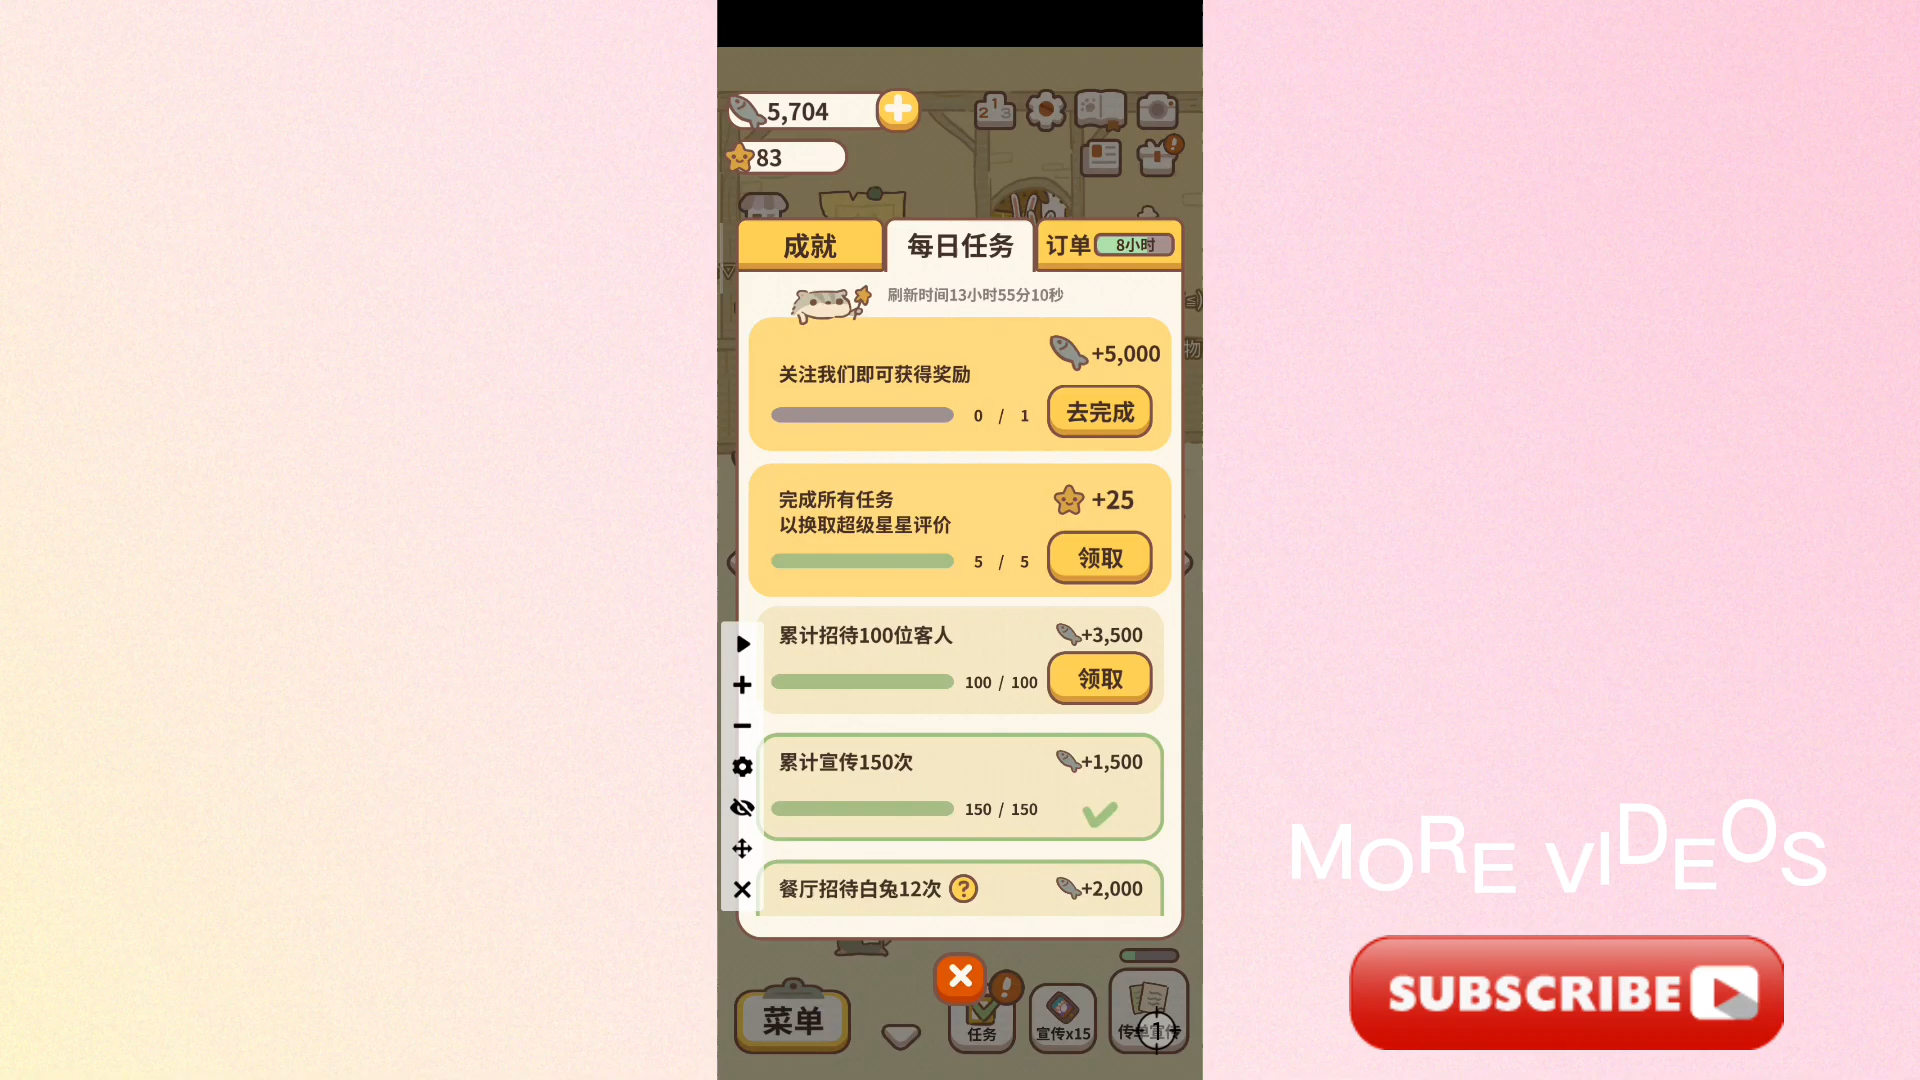 5,704
83
成就
每日任务
订单 8小时
刷新时间13小时55分10秒
+5,000
关注我们即可获得奖励
0 / 1
去完成
完成所有任务
以换取超级星星评价
+25
5 / 5
领取
累计招待100位客人
+3,500
100 / 100
领取
累计宣传150次
+1,500
150 / 150
餐厅招待白兔12次 ?
+2,000
物
菜单
任务
宣传x15
传单宣传
1
MORE VIDEOS
SUBSCRIBE